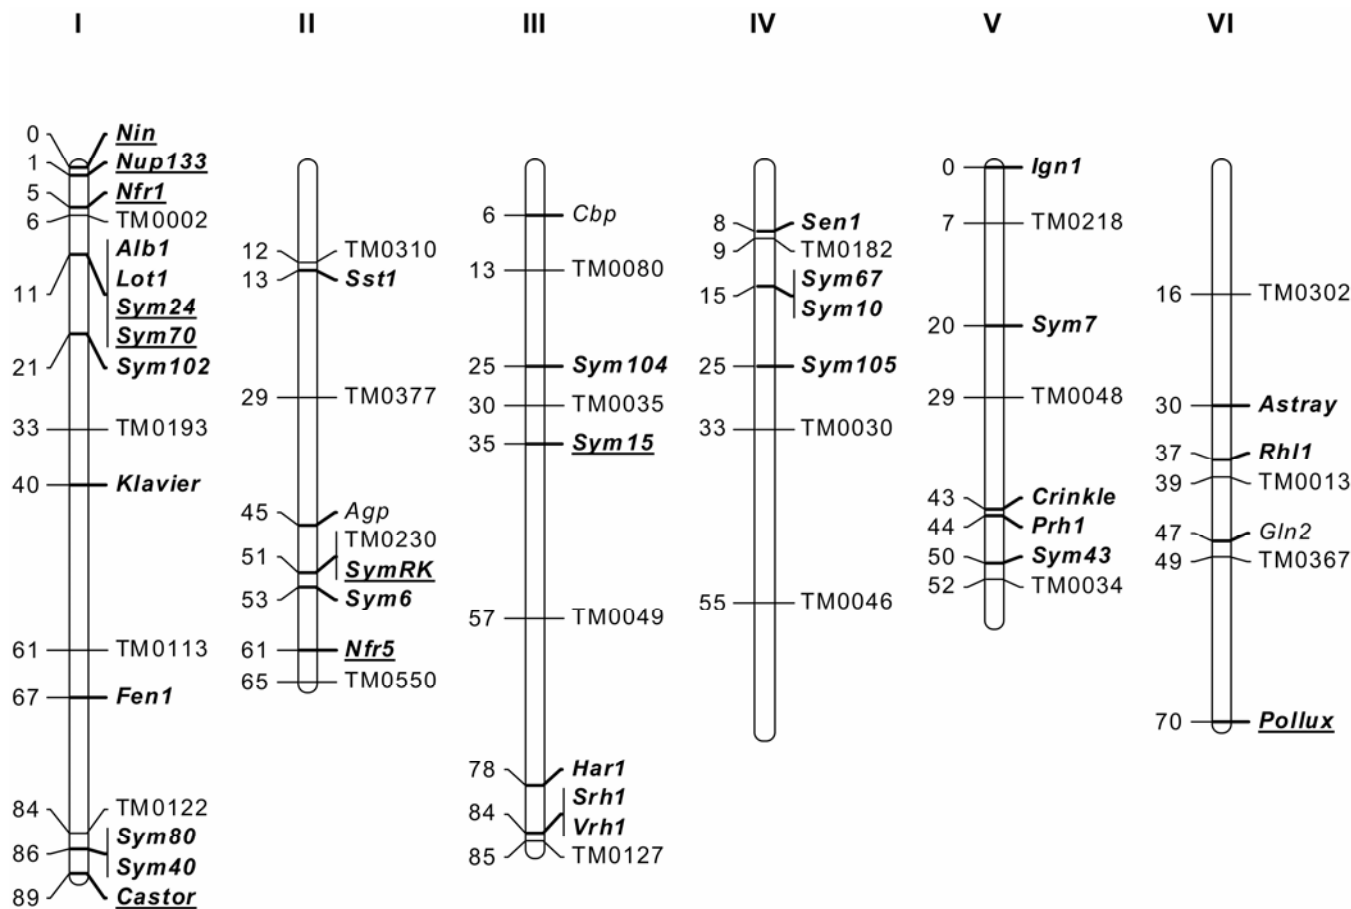 I II III IV V VI
0 Nin
1 Nup133
5 Nfr1
6 TM0002
Alb1
Lot1
11 Sym24
Sym70
21 Sym102
33 TM0193
40 Klavier
61 TM0113
67 Fen1
84 TM0122
Sym80
86 Sym40
89 Castor
12 TM0310
13 Sst1
29 TM0377
45 Agp
TM0230
51 SymRK
53 Sym6
61 Nfr5
65 TM0550
6 Cbp
13 TM0080
25 Sym104
30 TM0035
35 Sym15
57 TM0049
78 Har1
Srh1
84 Vrh1
85 TM0127
8 Sen1
9 TM0182
Sym67
15 Sym10
25 Sym105
33 TM0030
55 TM0046
0 Ign1
7 TM0218
20 Sym7
29 TM0048
43 Crinkle
44 Prh1
50 Sym43
52 TM0034
16 TM0302
30 Astray
37 Rhl1
39 TM0013
47 Gln2
49 TM0367
70 Pollux